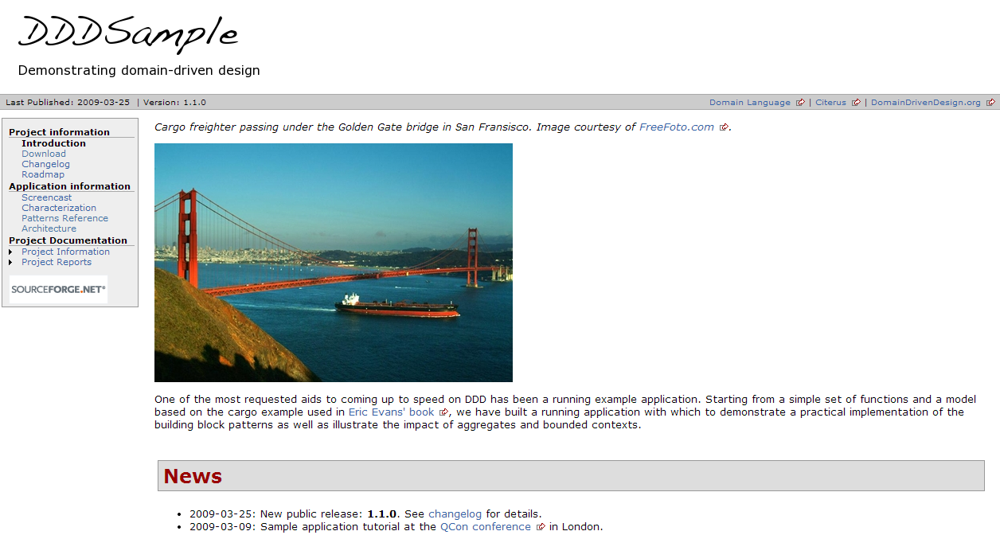 DDDSample
Demonstrating domain-driven design
Last Published: 2009-03-25 | Version: 1.1.0
Domain Language | Citerus | DomainDrivenDesign.org
Project information
Introduction
Download
Changelog
Roadmap
Application information
Screencast
Characterization
Patterns Reference
Architecture
Project Documentation
Project Information
Project Reports
SOURCEFORGE.NET®
Cargo freighter passing under the Golden Gate bridge in San Fransisco. Image courtesy of FreeFoto.com.
One of the most requested aids to coming up to speed on DDD has been a running example application. Starting from a simple set of functions and a model
based on the cargo example used in Eric Evans' book, we have built a running application with which to demonstrate a practical implementation of the
building block patterns as well as illustrate the impact of aggregates and bounded contexts.
News
• 2009-03-25: New public release: 1.1.0. See changelog for details.
• 2009-03-09: Sample application tutorial at the QCon conference in London.